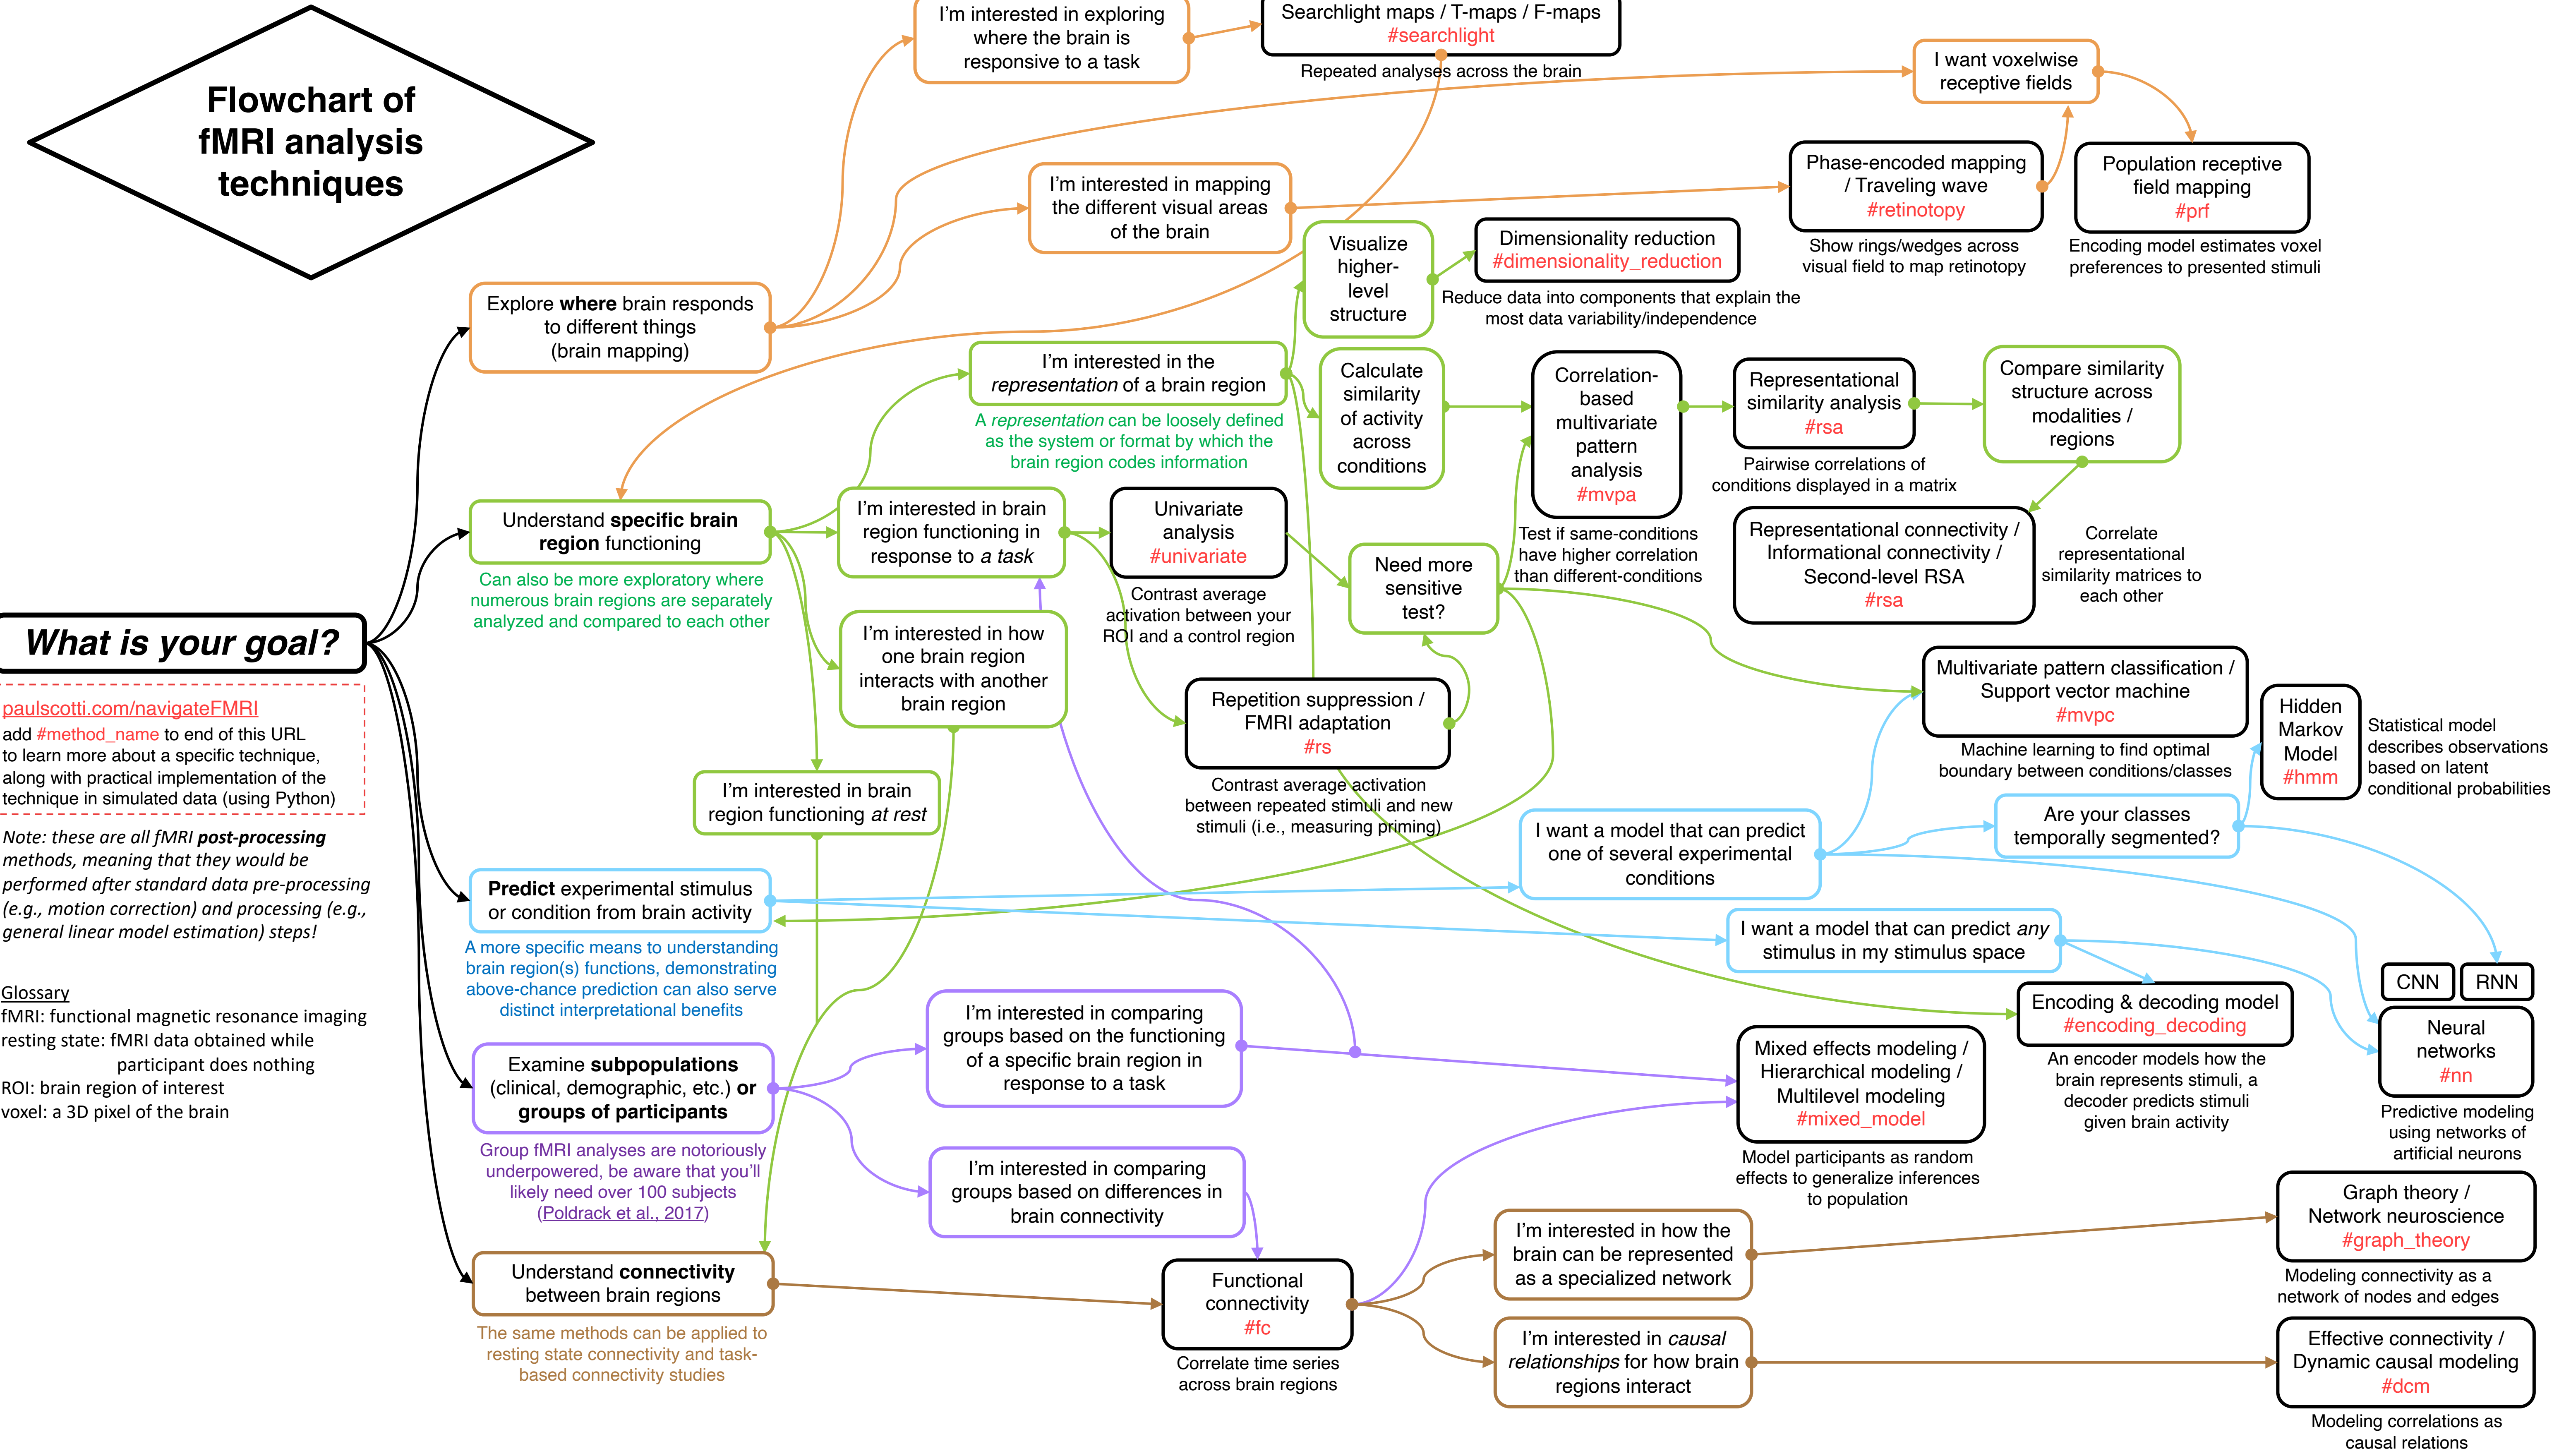 Flowchart of
fMRI analysis
techniques
What is your goal?
paulscotti.com/navigateFMRI
add #method_name to end of this URL
to learn more about a specific technique,
along with practical implementation of the
technique in simulated data (using Python)
Note: these are all fMRI post-processing
methods, meaning that they would be
performed after standard data pre-processing
(e.g., motion correction) and processing (e.g.,
general linear model estimation) steps!
Glossary
fMRI: functional magnetic resonance imaging
resting state: fMRI data obtained while
participant does nothing
ROI: brain region of interest
voxel: a 3D pixel of the brain
Explore where brain responds
to different things
(brain mapping)
I'm interested in exploring
where the brain is
responsive to a task
Searchlight maps / T-maps / F-maps
#searchlight
Repeated analyses across the brain
I'm interested in mapping
the different visual areas
of the brain
Phase-encoded mapping
/ Traveling wave
#retinotopy
Show rings/wedges across
visual field to map retinotopy
I want voxelwise
receptive fields
Population receptive
field mapping
#prf
Encoding model estimates voxel
preferences to presented stimuli
Understand specific brain
region functioning
Can also be more exploratory where
numerous brain regions are separately
analyzed and compared to each other
I'm interested in the
representation of a brain region
A representation can be loosely defined
as the system or format by which the
brain region codes information
Visualize
higher-
level
structure
Dimensionality reduction
#dimensionality_reduction
Reduce data into components that explain the
most data variability/independence
Calculate
similarity
of activity
across
conditions
Correlation-
based
multivariate
pattern
analysis
#mvpa
Test if same-conditions
have higher correlation
than different-conditions
Representational
similarity analysis
#rsa
Pairwise correlations of
conditions displayed in a matrix
Compare similarity
structure across
modalities /
regions
Representational connectivity /
Informational connectivity /
Second-level RSA
#rsa
Correlate
representational
similarity matrices to
each other
I'm interested in brain
region functioning in
response to a task
Univariate
analysis
#univariate
Contrast average
activation between your
ROI and a control region
Need more
sensitive
test?
I'm interested in how
one brain region
interacts with another
brain region
Repetition suppression /
FMRI adaptation
#rs
Contrast average activation
between repeated stimuli and new
stimuli (i.e., measuring priming)
I'm interested in brain
region functioning at rest
Predict experimental stimulus
or condition from brain activity
A more specific means to understanding
brain region(s) functions, demonstrating
above-chance prediction can also serve
distinct interpretational benefits
I want a model that can predict
one of several experimental
conditions
Multivariate pattern classification /
Support vector machine
#mvpc
Machine learning to find optimal
boundary between conditions/classes
Hidden
Markov
Model
#hmm
Statistical model
describes observations
based on latent
conditional probabilities
Are your classes
temporally segmented?
I want a model that can predict any
stimulus in my stimulus space
Encoding & decoding model
#encoding_decoding
An encoder models how the
brain represents stimuli, a
decoder predicts stimuli
given brain activity
CNN
RNN
Neural
networks
#nn
Predictive modeling
using networks of
artificial neurons
Examine subpopulations
(clinical, demographic, etc.) or
groups of participants
Group fMRI analyses are notoriously
underpowered, be aware that you'll
likely need over 100 subjects
(Poldrack et al., 2017)
I'm interested in comparing
groups based on the functioning
of a specific brain region in
response to a task
I'm interested in comparing
groups based on differences in
brain connectivity
Mixed effects modeling /
Hierarchical modeling /
Multilevel modeling
#mixed_model
Model participants as random
effects to generalize inferences
to population
Understand connectivity
between brain regions
The same methods can be applied to
resting state connectivity and task-
based connectivity studies
Functional
connectivity
#fc
Correlate time series
across brain regions
I'm interested in how the
brain can be represented
as a specialized network
Graph theory /
Network neuroscience
#graph_theory
Modeling connectivity as a
network of nodes and edges
I'm interested in causal
relationships for how brain
regions interact
Effective connectivity /
Dynamic causal modeling
#dcm
Modeling correlations as
causal relations